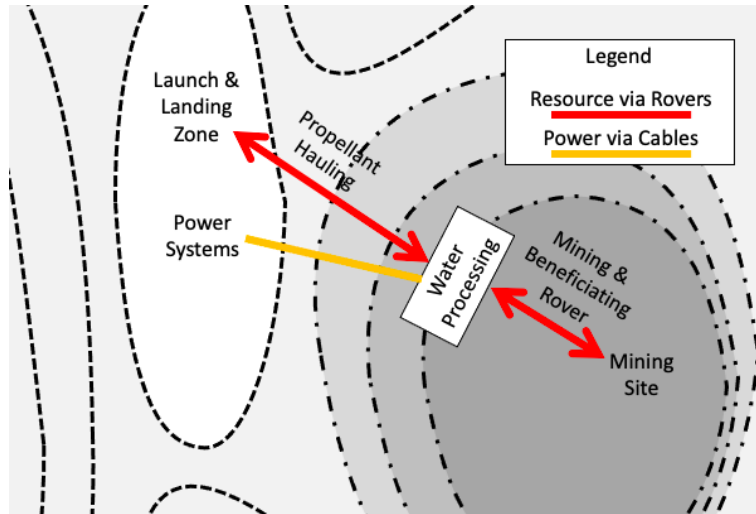 Launch &
Landing
Zone
Legend
Resource via Rovers
Power via Cables
Propellant
Hauling
Power
Systems
Water
Processing
Mining &
Beneficiating
Rover
Mining
Site